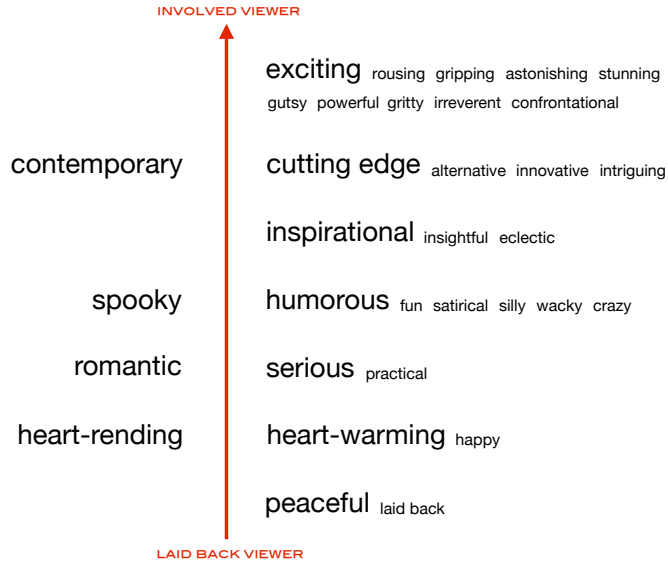 INVOLVED VIEWER
exciting rousing gripping astonishing stunning
gutsy powerful gritty irreverent confrontational
contemporary cutting edge alternative innovative intriguing
inspirational insightful eclectic
spooky humorous fun satirical silly wacky crazy
romantic serious practical
heart-rending heart-warming happy
peaceful laid back
LAID BACK VIEWER